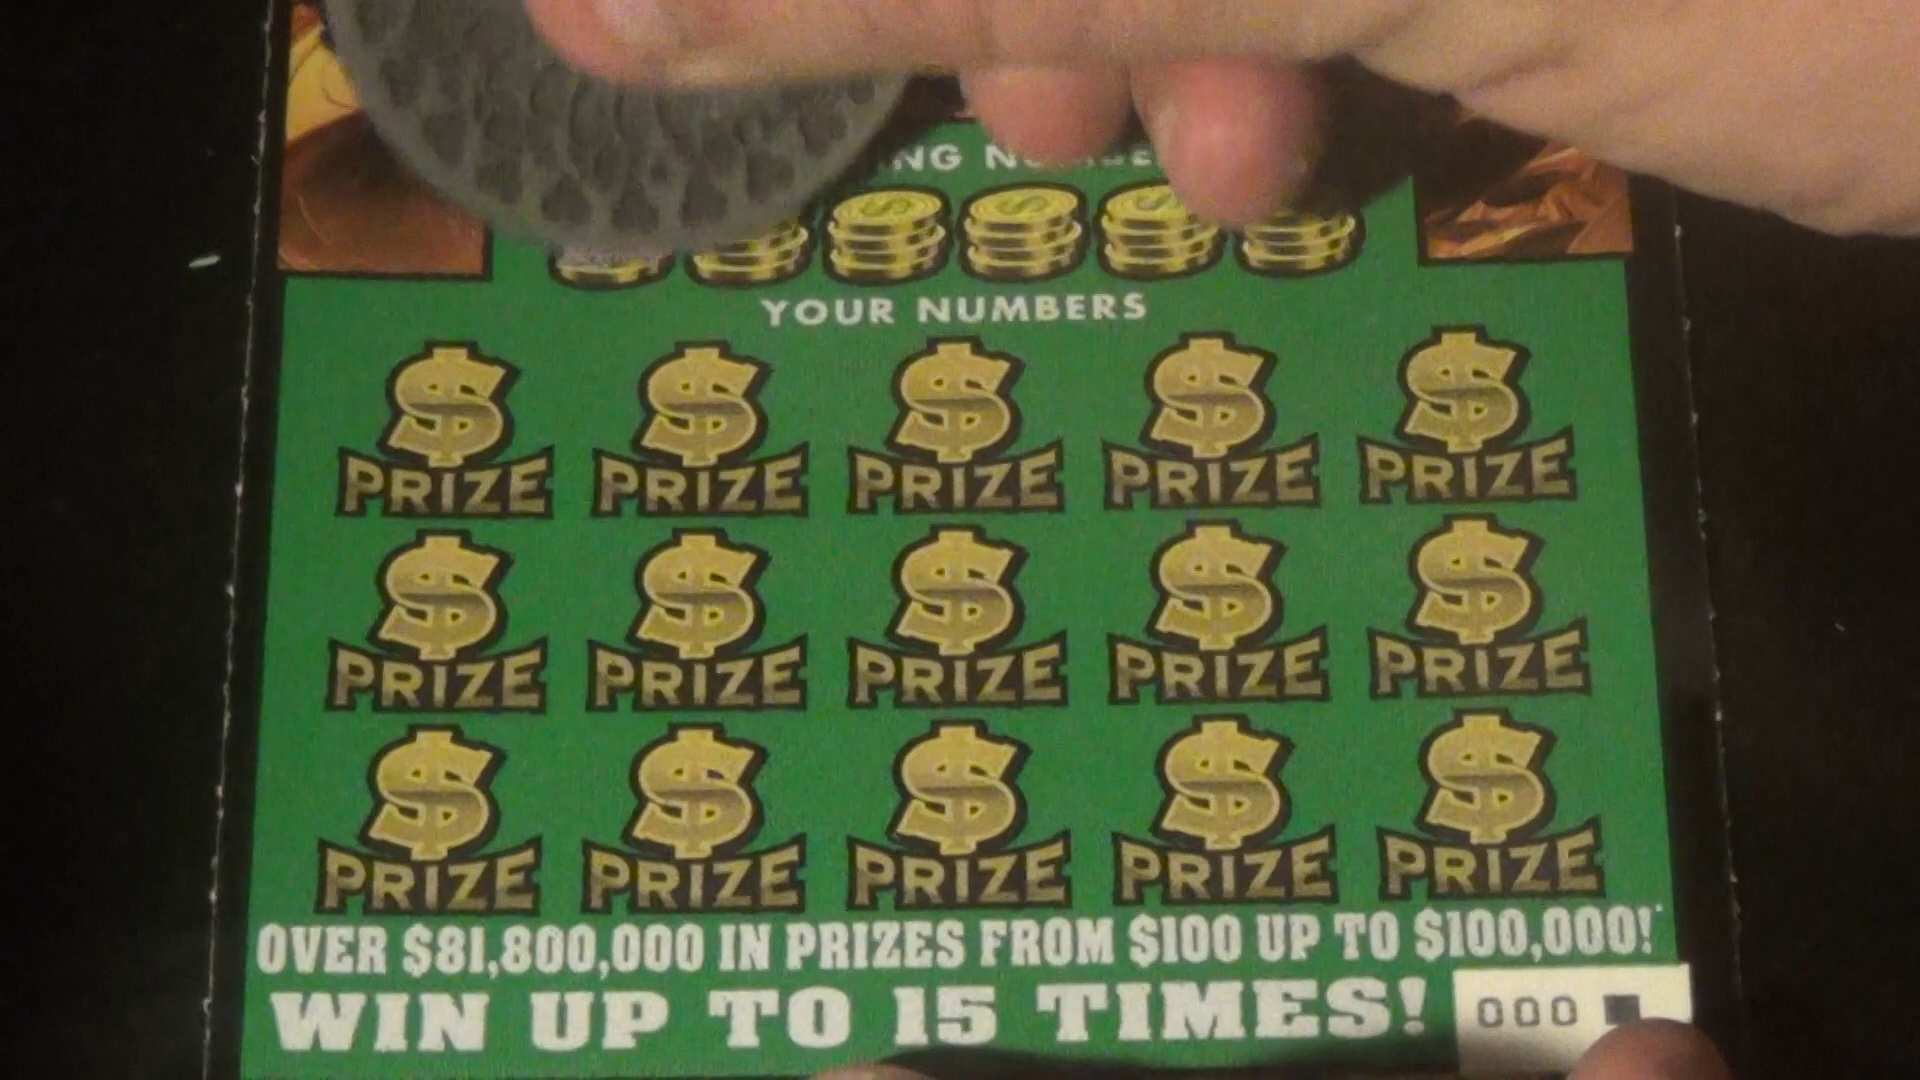 YOUR NUMBERS
$ $ $ $ $
PRIZE PRIZE PRIZE PRIZE PRIZE
$ $ $ $ $
PRIZE PRIZE PRIZE PRIZE PRIZE
$ $ $ $ $
PRIZE PRIZE PRIZE PRIZE PRIZE
OVER $81,800,000 IN PRIZES FROM $100 UP TO $100,000!
WIN UP TO 15 TIMES!
000